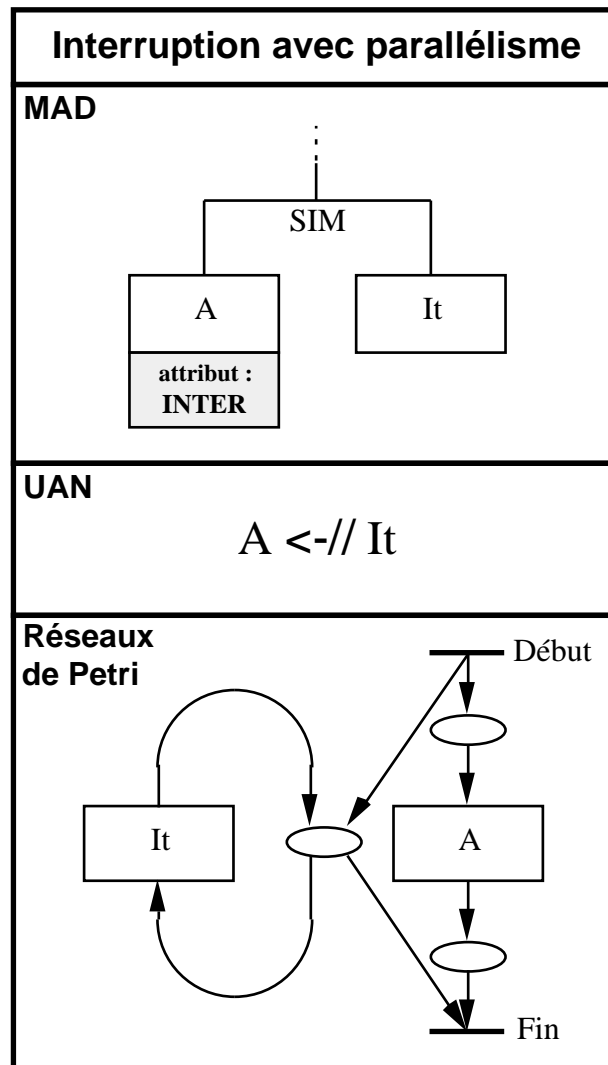 Interruption avec parallélisme
MAD
SIM
A
It
attribut :
INTER
UAN
A <-// It
Réseaux
de Petri
Début
It
A
Fin